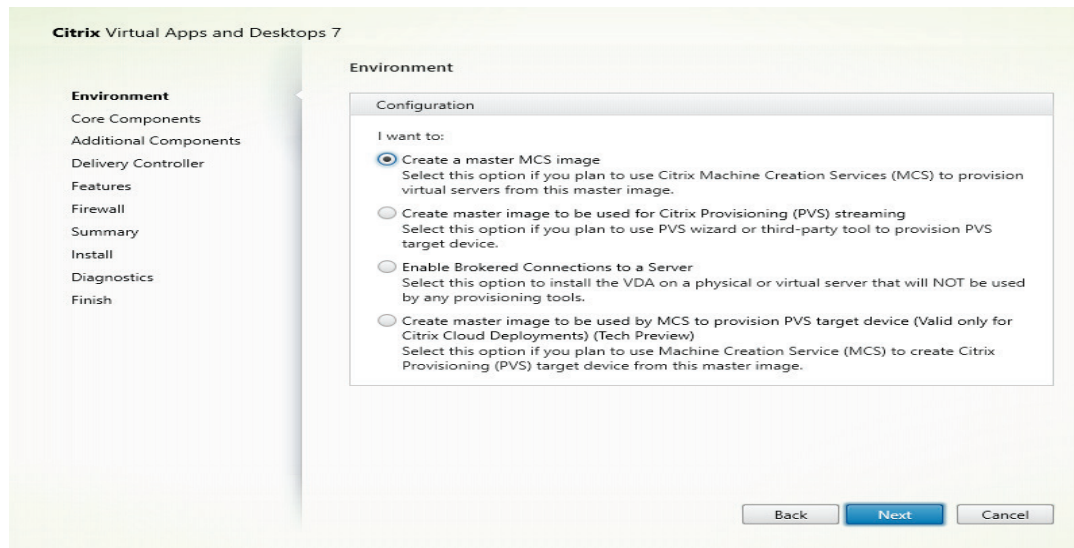 Citrix Virtual Apps and Desktops 7
Environment
Core Components
Additional Components
Delivery Controller
Features
Firewall
Summary
Install
Diagnostics
Finish
Environment
Configuration
I want to:
Create a master MCS image
Select this option if you plan to use Citrix Machine Creation Services (MCS) to provision
virtual servers from this master image.
Create master image to be used for Citrix Provisioning (PVS) streaming
Select this option if you plan to use PVS wizard or third-party tool to provision PVS
target device.
Enable Brokered Connections to a Server
Select this option to install the VDA on a physical or virtual server that will NOT be used
by any provisioning tools.
Create master image to be used by MCS to provision PVS target device (Valid only for
Citrix Cloud Deployments) (Tech Preview)
Select this option if you plan to use Machine Creation Service (MCS) to create Citrix
Provisioning (PVS) target device from this master image.
Back
Next
Cancel